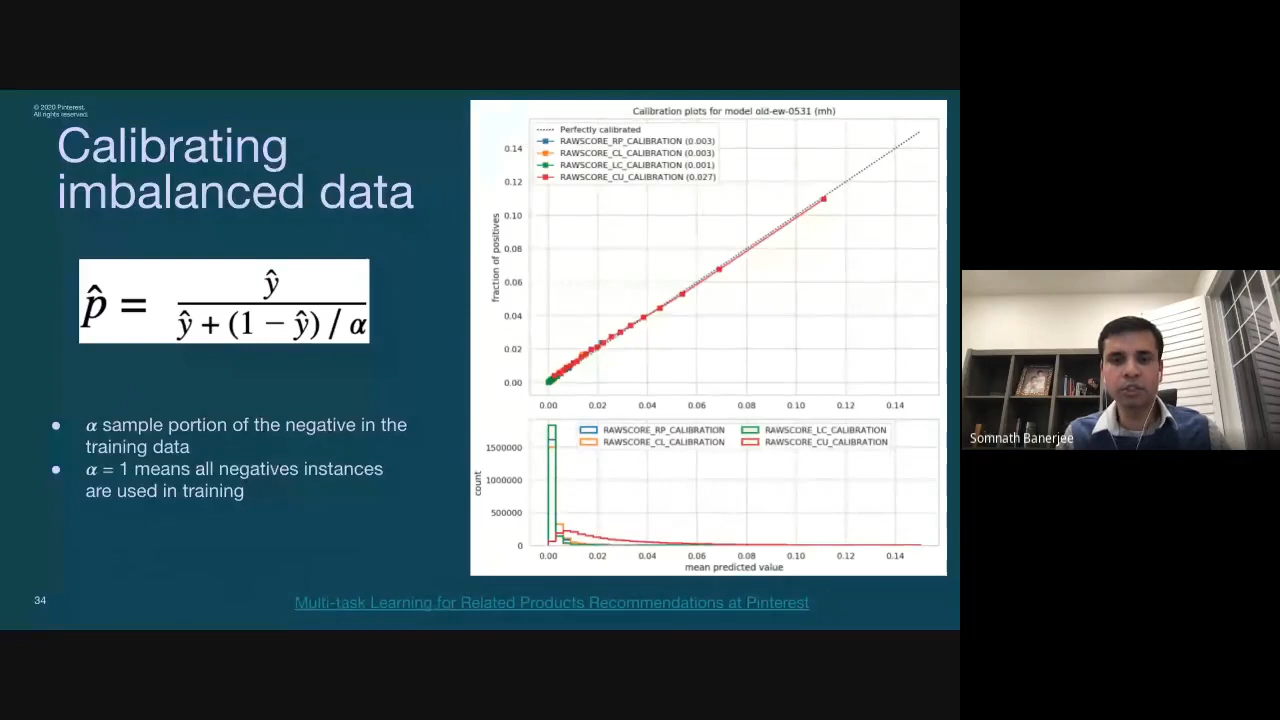 © 2020 Pinterest.
All rights reserved.
Calibrating
imbalanced data
p̂ = ŷ / (ŷ + (1 − ŷ) / α)
● α sample portion of the negative in the
training data
● α = 1 means all negatives instances
are used in training
34
Multi-task Learning for Related Products Recommendations at Pinterest
Calibration plots for model old-ew-0531 (mh)
Perfectly calibrated
RAWSCORE_RP_CALIBRATION (0.003)
RAWSCORE_CL_CALIBRATION (0.003)
RAWSCORE_LC_CALIBRATION (0.001)
RAWSCORE_CU_CALIBRATION (0.027)
fraction of positives
0.14
0.12
0.10
0.08
0.06
0.04
0.02
0.00
0.00 0.02 0.04 0.06 0.08 0.10 0.12 0.14
RAWSCORE_RP_CALIBRATION RAWSCORE_LC_CALIBRATION
RAWSCORE_CL_CALIBRATION RAWSCORE_CU_CALIBRATION
count
1500000
1000000
500000
0
0.00 0.02 0.04 0.06 0.08 0.10 0.12 0.14
mean predicted value
Somnath Banerjee